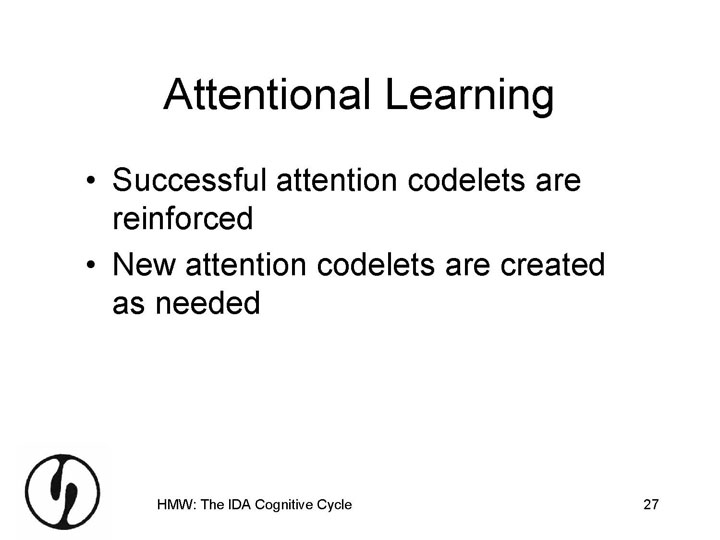 Attentional Learning
• Successful attention codelets are
reinforced
• New attention codelets are created
as needed
HMW: The IDA Cognitive Cycle
27